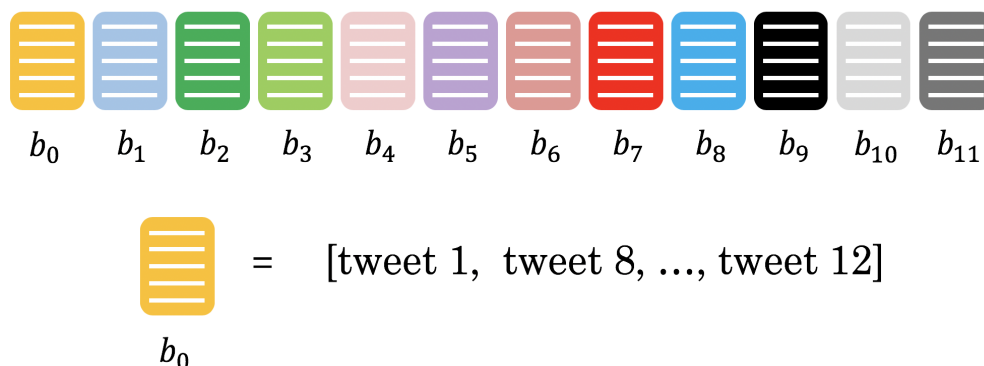 b₀ b₁ b₂ b₃ b₄ b₅ b₆ b₇ b₈ b₉ b₁₀ b₁₁
= [tweet 1, tweet 8, ..., tweet 12]
b₀